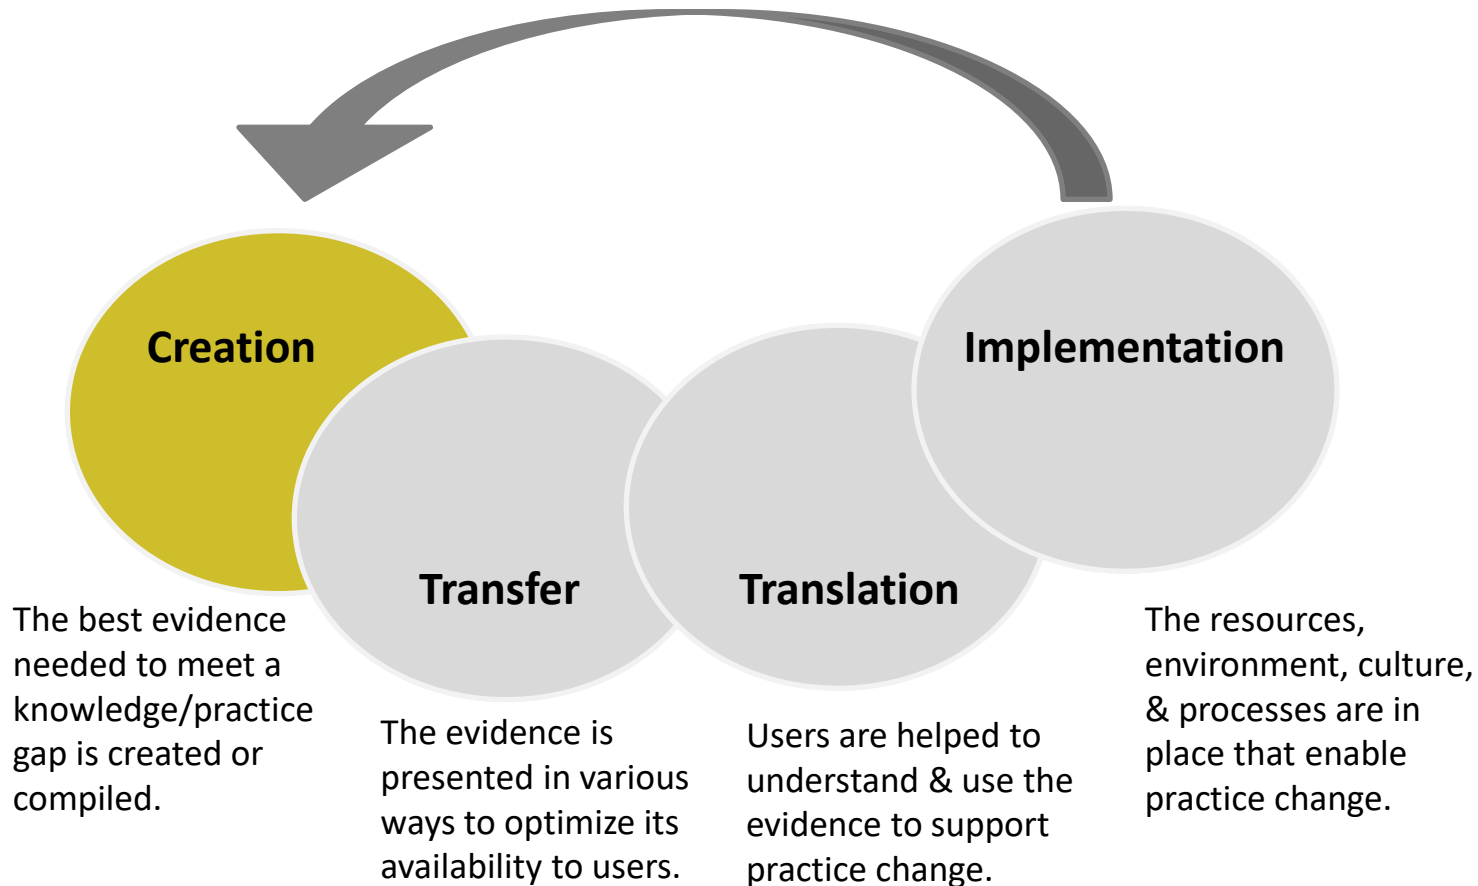 Creation
The best evidence
needed to meet a
knowledge/practice
gap is created or
compiled.
Transfer
The evidence is
presented in various
ways to optimize its
availability to users.
Translation
Users are helped to
understand & use the
evidence to support
practice change.
Implementation
The resources,
environment, culture,
& processes are in
place that enable
practice change.